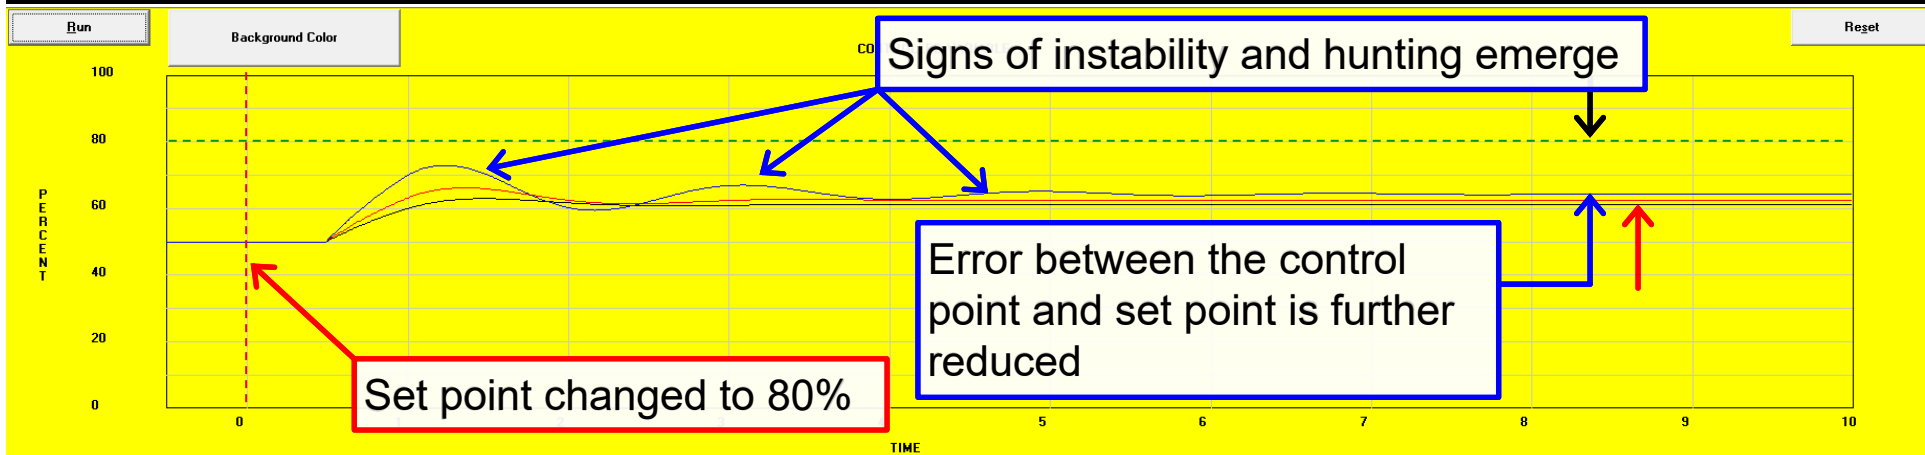 Run
Background Color
Reset
CO
Signs of instability and hunting emerge
100
80
60
40
20
0
PERCENT
Error between the control
point and set point is further
reduced
Set point changed to 80%
0
5
6
7
8
9
10
TIME